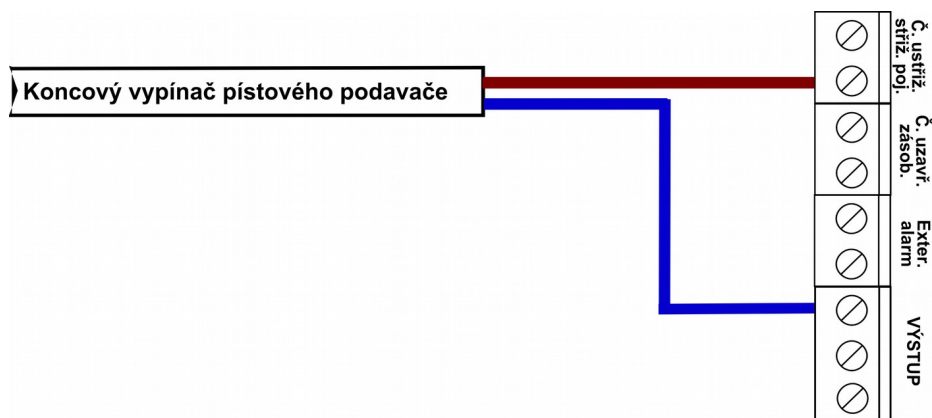 Koncový vypínač pístového podavače
Č. ustřiž.
střiž. poj.
Č. uzavř.
zásob.
Exter.
alarm
VÝSTUP